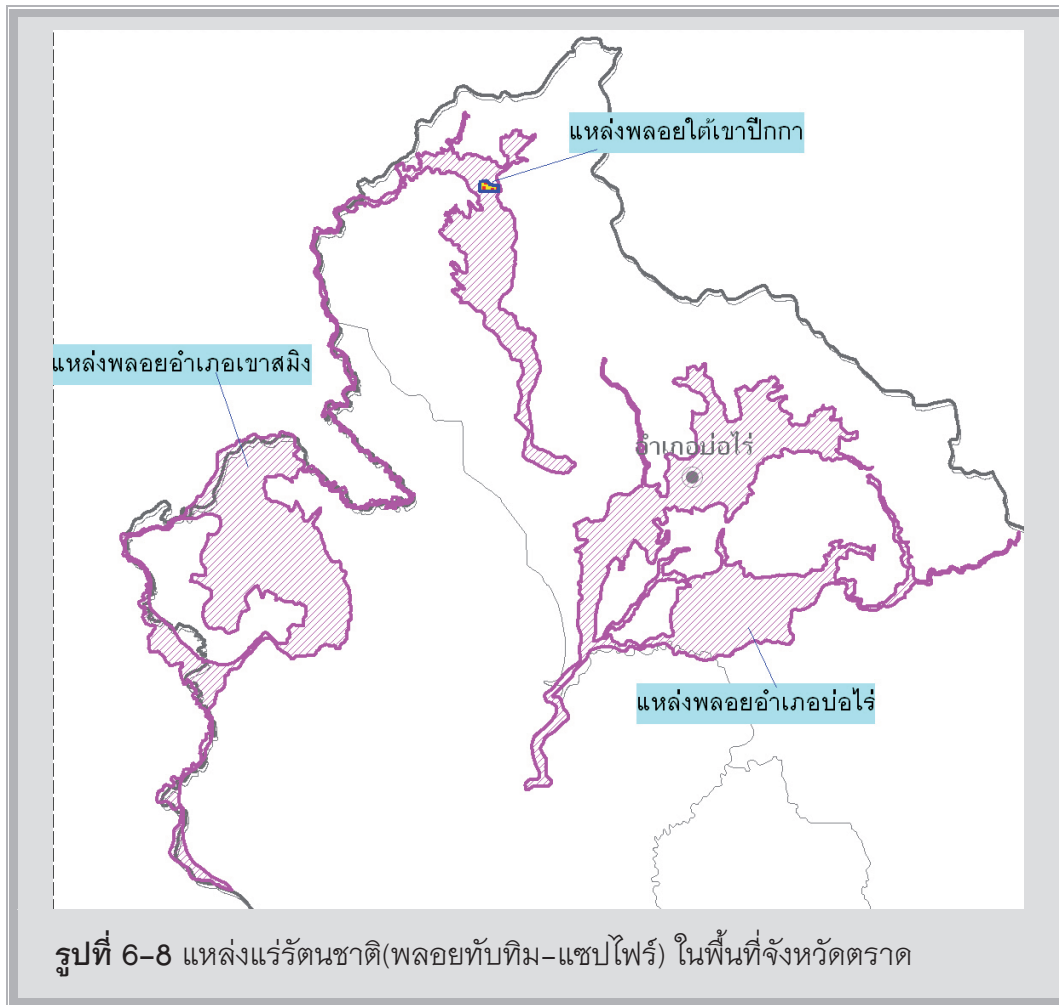 แหล่งพลอยใต้เขาปีกกา
แหล่งพลอยอำเภอเขาสมิง
อำเภอบ่อไร่
แหล่งพลอยอำเภอบ่อไร่
รูปที่ 6-8 แหล่งแร่รัตนชาติ(พลอยทับทิม-แซปไฟร์) ในพื้นที่จังหวัดตราด